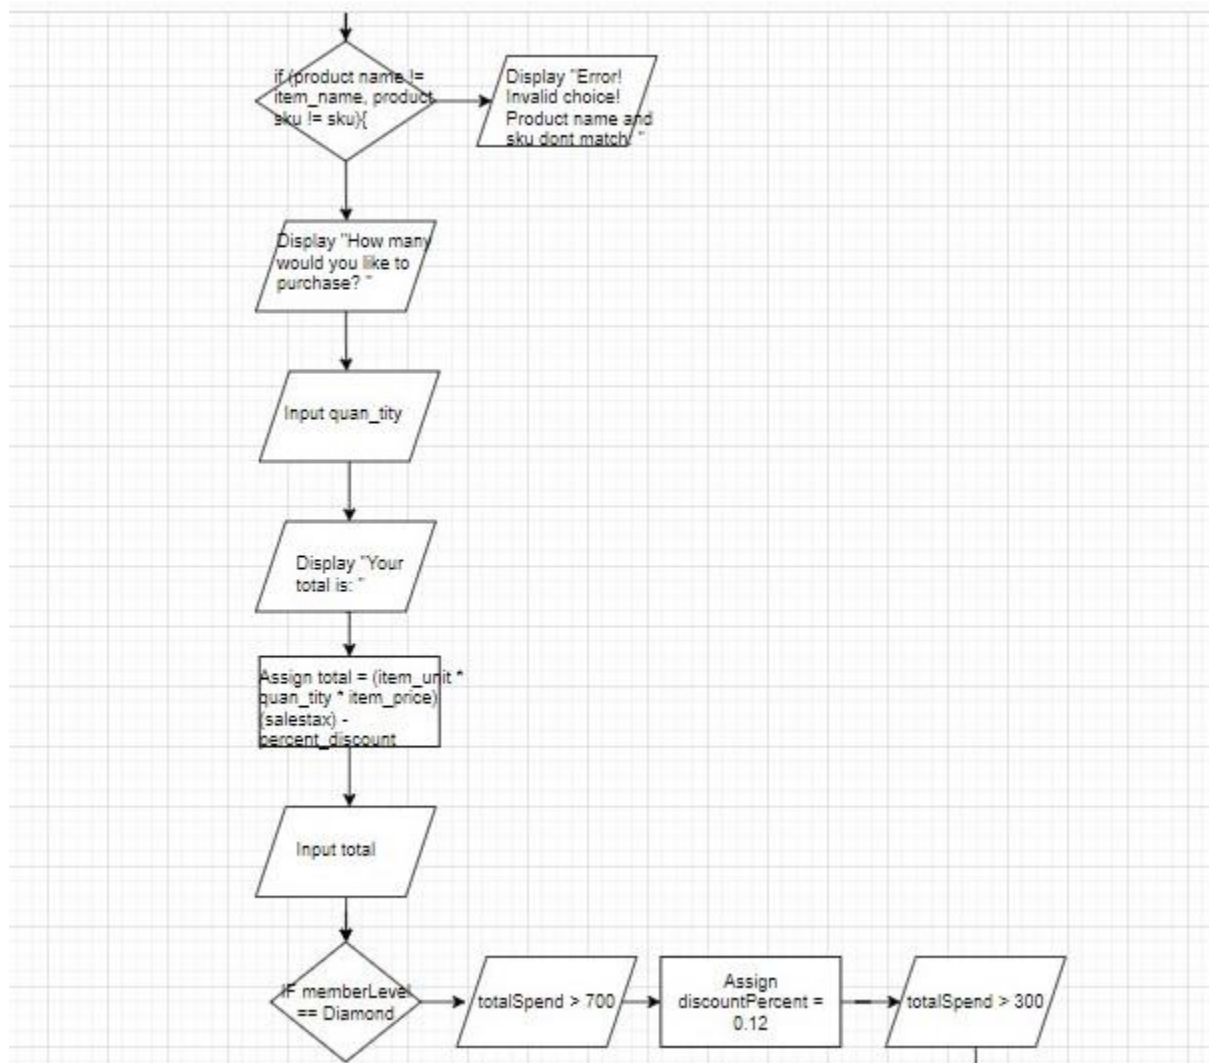 if (product name !=
item_name, product
sku != sku){
Display "Error!
Invalid choice!
Product name and
sku dont match. "
Display "How many
would you like to
purchase? "
Input quan_tity
Display "Your
total is: "
Assign total = (item_unit *
quan_tity * item_price)
(salestax) -
percent_discount
Input total
IF memberLevel
== Diamond
totalSpend > 700
Assign
discountPercent =
0.12
totalSpend > 300